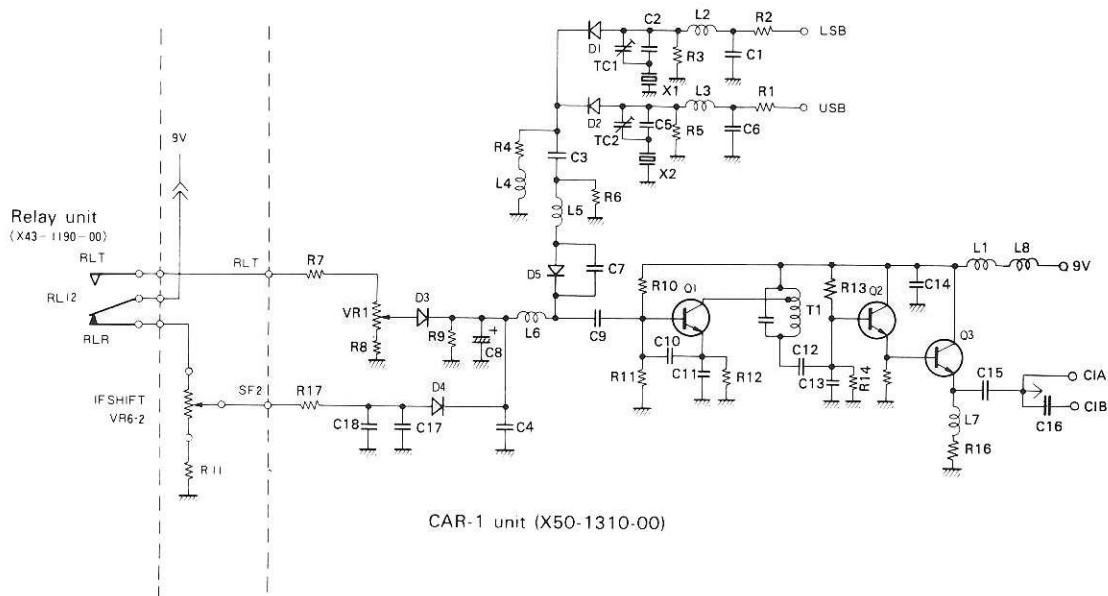 C2 L2 R2
LSB
D1 TC1 R3 C1
X1 L3 R1
USB
D2 C5 R5 C6
TC2
X2
9V
R4 C3
L4 L5 R6
Relay unit
(X43-1190-00)
RLT RLT R7
D5 C7
L1 L8
9V
RL12
R10 Q1 R13 Q2 C14
VR1 D3 T1
RLR R8 R9 + C8 L6 C9
Q3
C10 C12
R11 C11 R12 C13 R14 C15 CIA
IFSHIFT SF2 R17 D4
VR6-2
CIB
C16
C18 C17 C4 L7
R11 R16
CAR-1 unit (X50-1310-00)